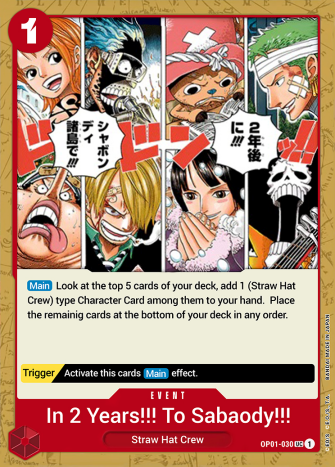 1
シャボン
ディ
諸島で!!!
2年後
に!!!
ドドン!!
Main Look at the top 5 cards of your deck, add 1 (Straw Hat
Crew) type Character Card among them to your hand. Place
the remainig cards at the bottom of your deck in any order.
Trigger Activate this cards Main effect.
EVENT
In 2 Years!!! To Sabaody!!!
Straw Hat Crew
OP01-030 UC 1
BANDAI MADE IN JAPAN